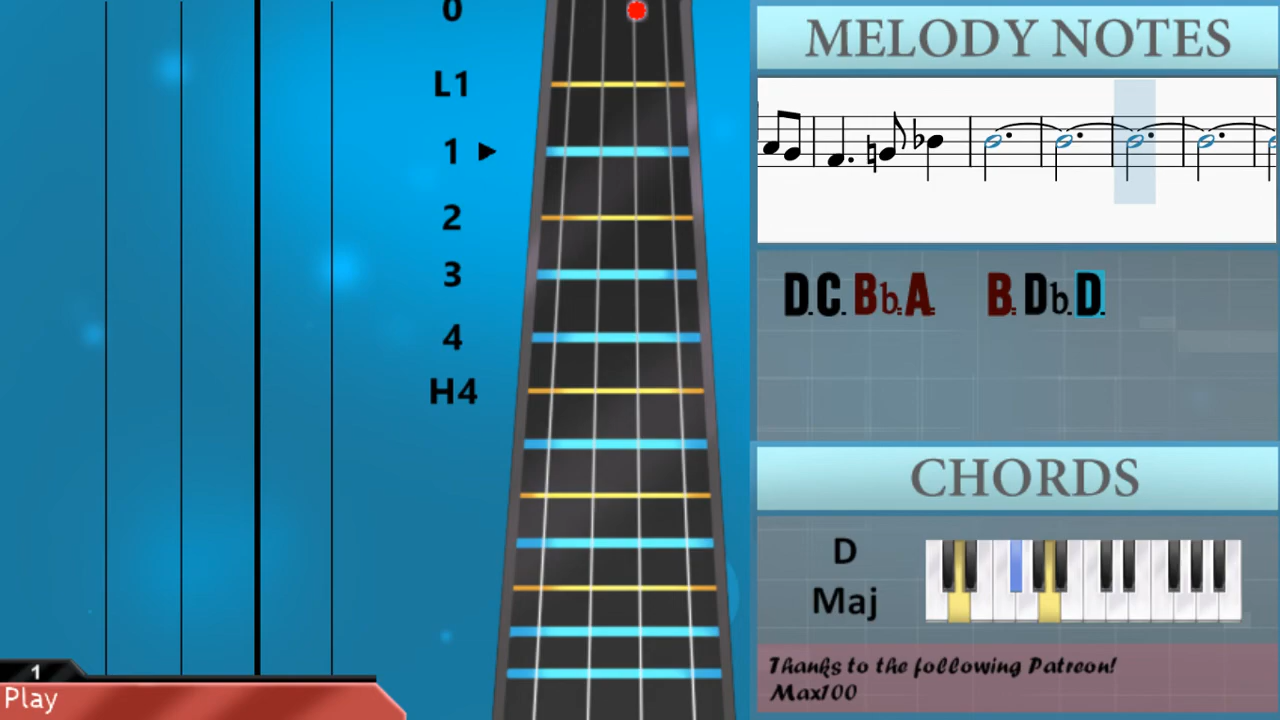 0
L1
1
2
3
4
H4
1
Play
MELODY NOTES
D.C.Bb.A. B.Db.D.
CHORDS
D
Maj
Thanks to the following Patreon!
Max100